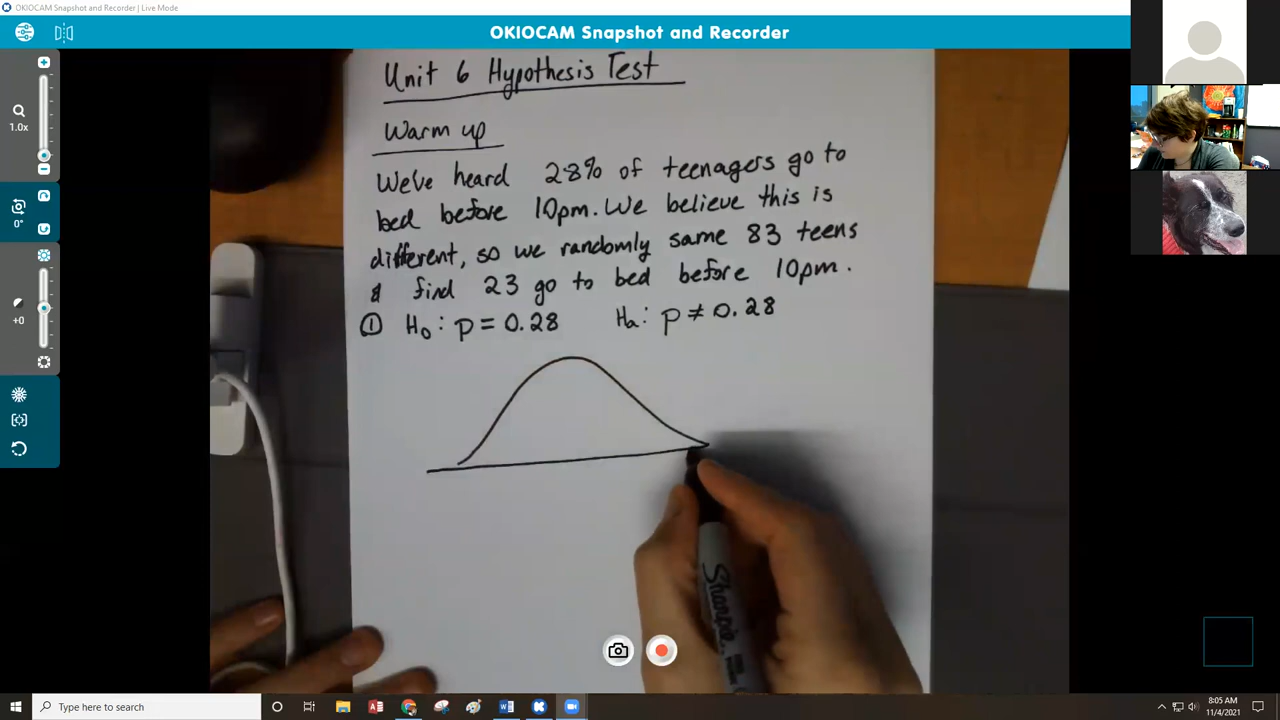 OKIOCAM Snapshot and Recorder | Live Mode
OKIOCAM Snapshot and Recorder
1.0x
0°
+0
Unit 6 Hypothesis Test
Warm up
We've heard 28% of teenagers go to
bed before 10pm. We believe this is
different, so we randomly same 83 teens
& find 23 go to bed before 10pm.
① H₀: p = 0.28 Hₐ: p ≠ 0.28
Sharpie
Type here to search
8:05 AM
11/4/2021